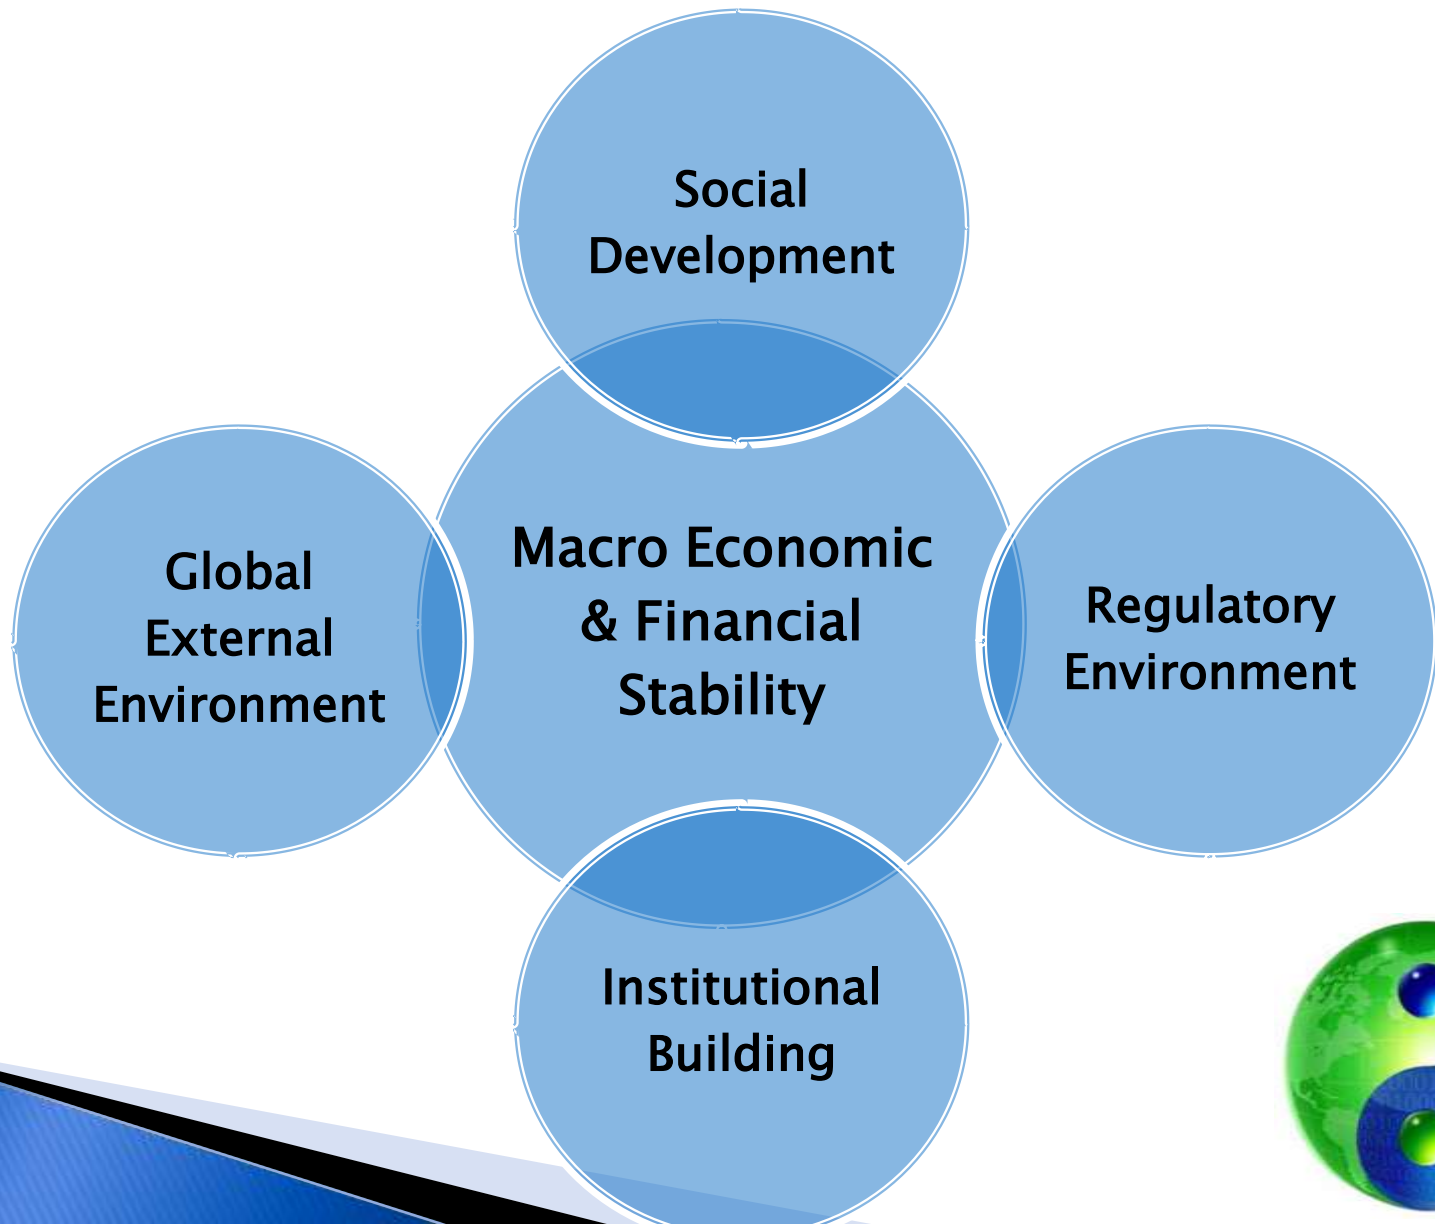 Social
Development
Macro Economic
& Financial
Stability
Global
External
Environment
Regulatory
Environment
Institutional
Building